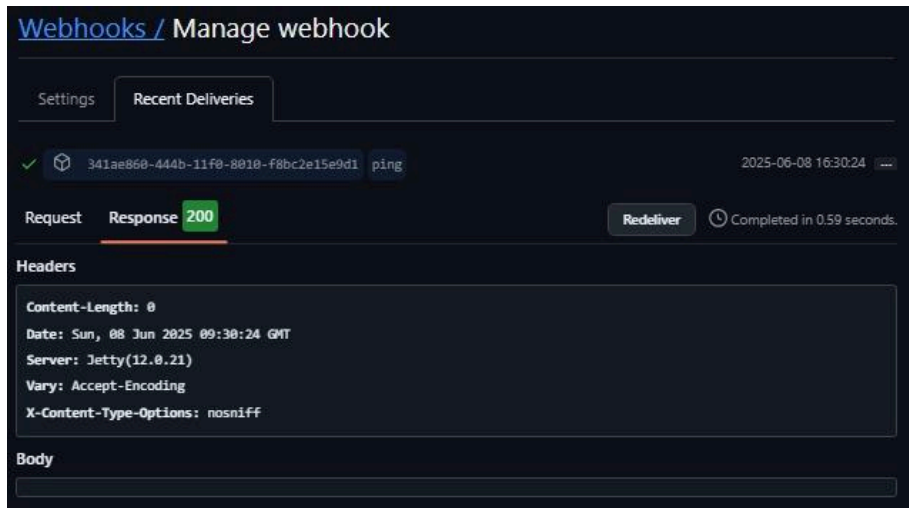 Webhooks / Manage webhook
Settings Recent Deliveries
341ae860-444b-11f0-8010-f8bc2e15e9d1 ping 2025-06-08 16:30:24 ...
Request Response 200 Redeliver Completed in 0.59 seconds.
Headers
Content-Length: 0
Date: Sun, 08 Jun 2025 09:30:24 GMT
Server: Jetty(12.0.21)
Vary: Accept-Encoding
X-Content-Type-Options: nosniff
Body